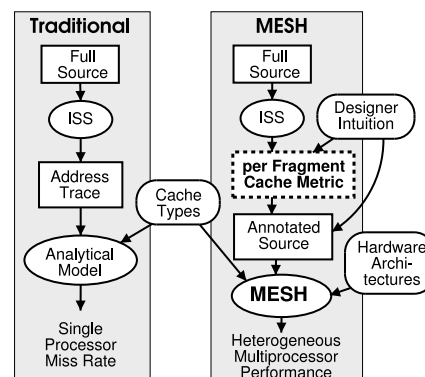 Traditional
Full
Source
ISS
Address
Trace
Analytical
Model
Single
Processor
Miss Rate
Cache
Types
MESH
Full
Source
ISS
per Fragment
Cache Metric
Annotated
Source
MESH
Heterogeneous
Multiprocessor
Performance
Designer
Intuition
Hardware
Archi-
tectures